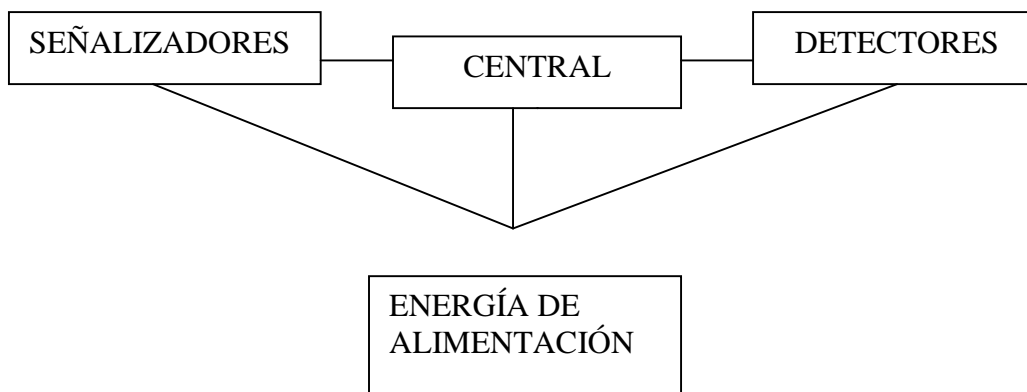 SEÑALIZADORES
CENTRAL
DETECTORES
ENERGÍA DE
ALIMENTACIÓN